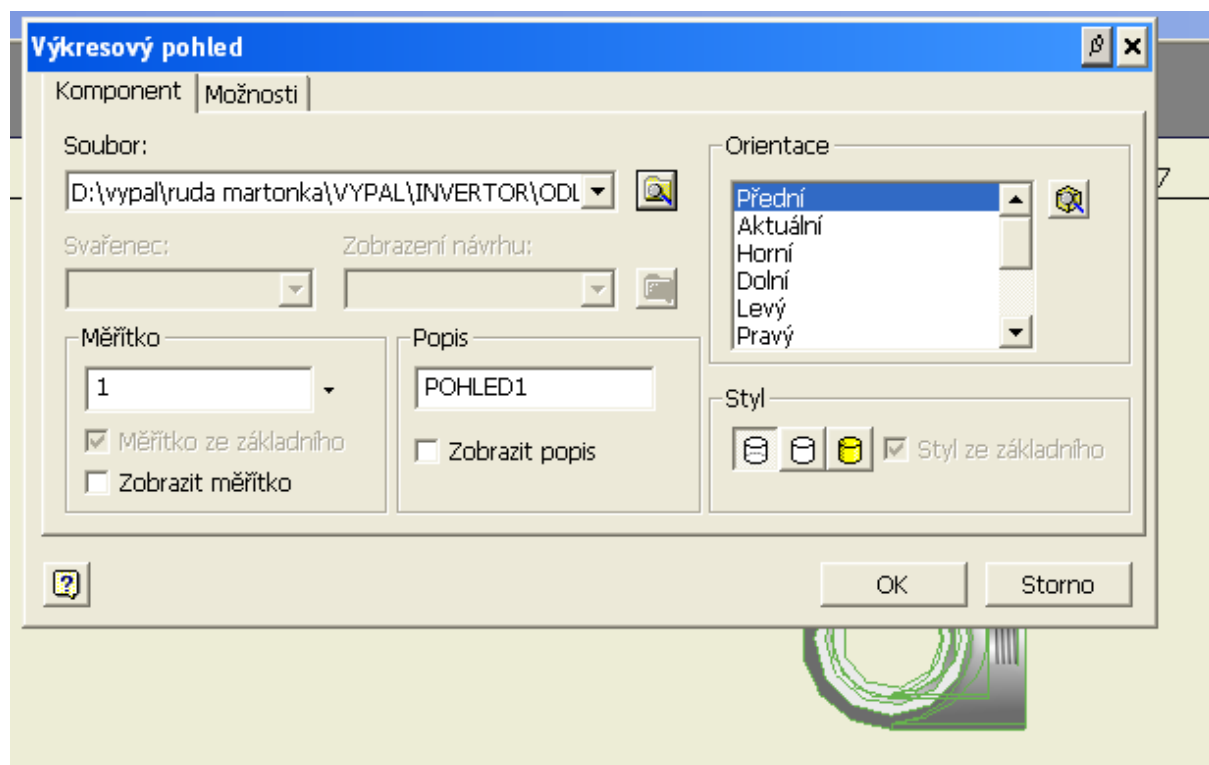 Výkresový pohled
Komponent Možnosti
Soubor:
D:\vypal\ruda martonka\VYPAL\INVERTOR\ODL
Svařenec: Zobrazení návrhu:
Orientace
Přední
Aktuální
Horní
Dolní
Levý
Pravý
7
Měřítko
1
Měřítko ze základního
Zobrazit měřítko
Popis
POHLED1
Zobrazit popis
Styl
Styl ze základního
OK Storno